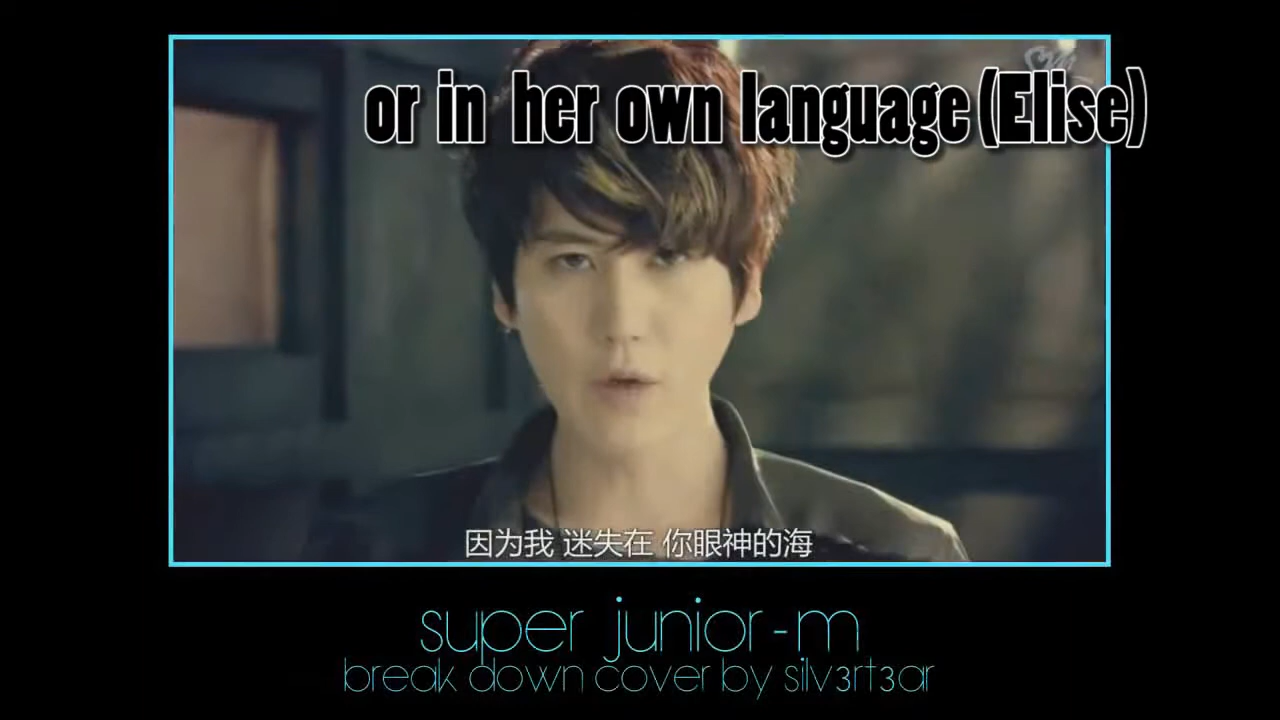 or in her own language (Elise)
因为我 迷失在 你眼神的海
super junior-m
break down cover by silv3rt3ar